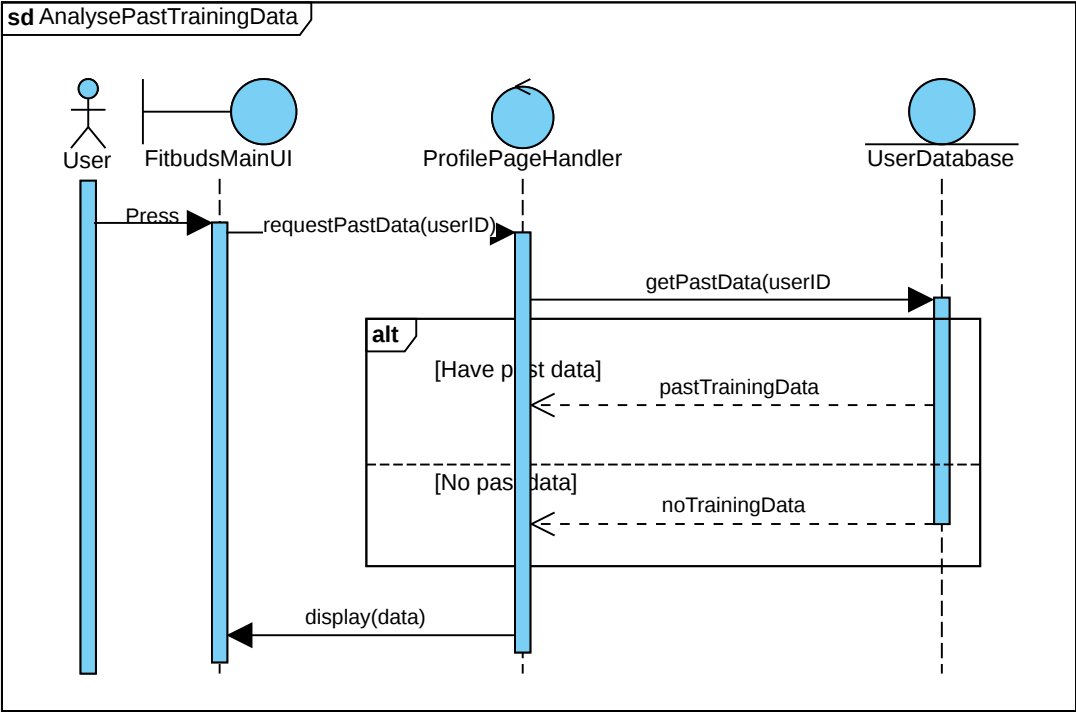 sd AnalysePastTrainingData
User
FitbudsMainUI
ProfilePageHandler
UserDatabase
Press
requestPastData(userID)
getPastData(userID
alt
[Have past data]
pastTrainingData
[No past data]
noTrainingData
display(data)